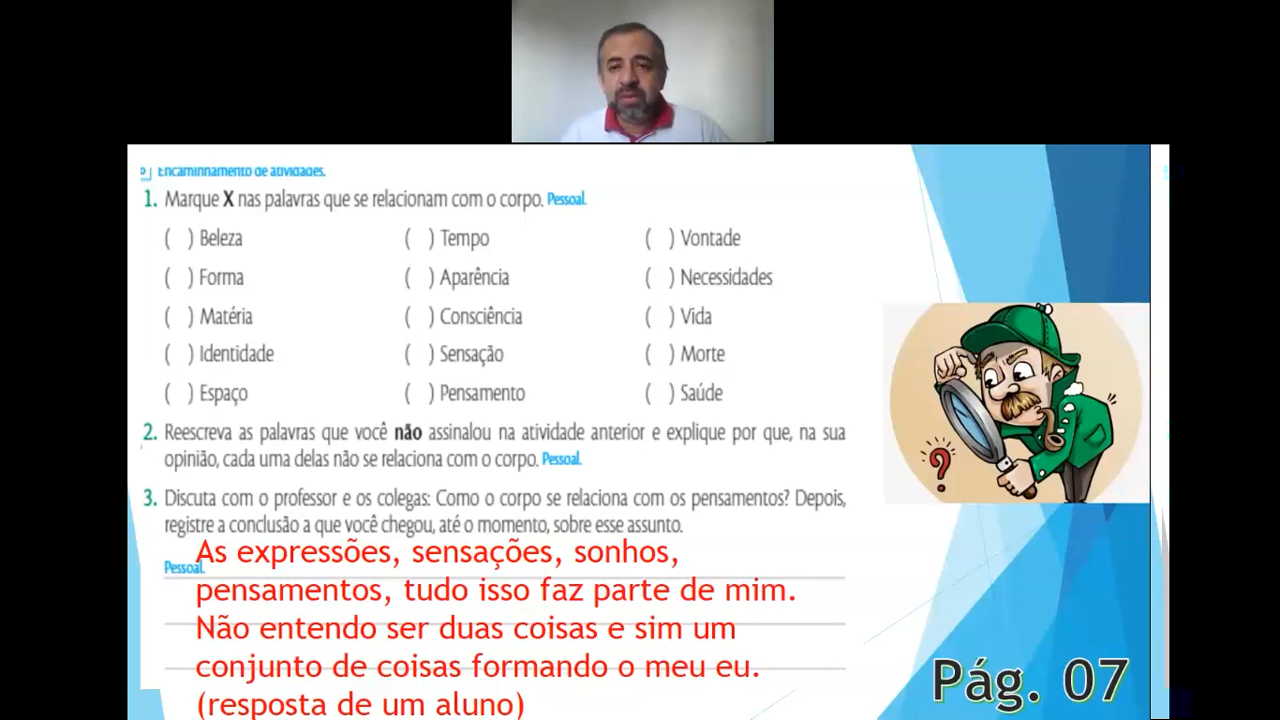 Encaminhamento de atividades.
1. Marque X nas palavras que se relacionam com o corpo. Pessoal.
( ) Beleza ( ) Tempo ( ) Vontade
( ) Forma ( ) Aparência ( ) Necessidades
( ) Matéria ( ) Consciência ( ) Vida
( ) Identidade ( ) Sensação ( ) Morte
( ) Espaço ( ) Pensamento ( ) Saúde
2. Reescreva as palavras que você não assinalou na atividade anterior e explique por que, na sua
opinião, cada uma delas não se relaciona com o corpo. Pessoal.
3. Discuta com o professor e os colegas: Como o corpo se relaciona com os pensamentos? Depois,
registre a conclusão a que você chegou, até o momento, sobre esse assunto.
Pessoal.
As expressões, sensações, sonhos,
pensamentos, tudo isso faz parte de mim.
Não entendo ser duas coisas e sim um
conjunto de coisas formando o meu eu.
(resposta de um aluno)
?
Pág. 07